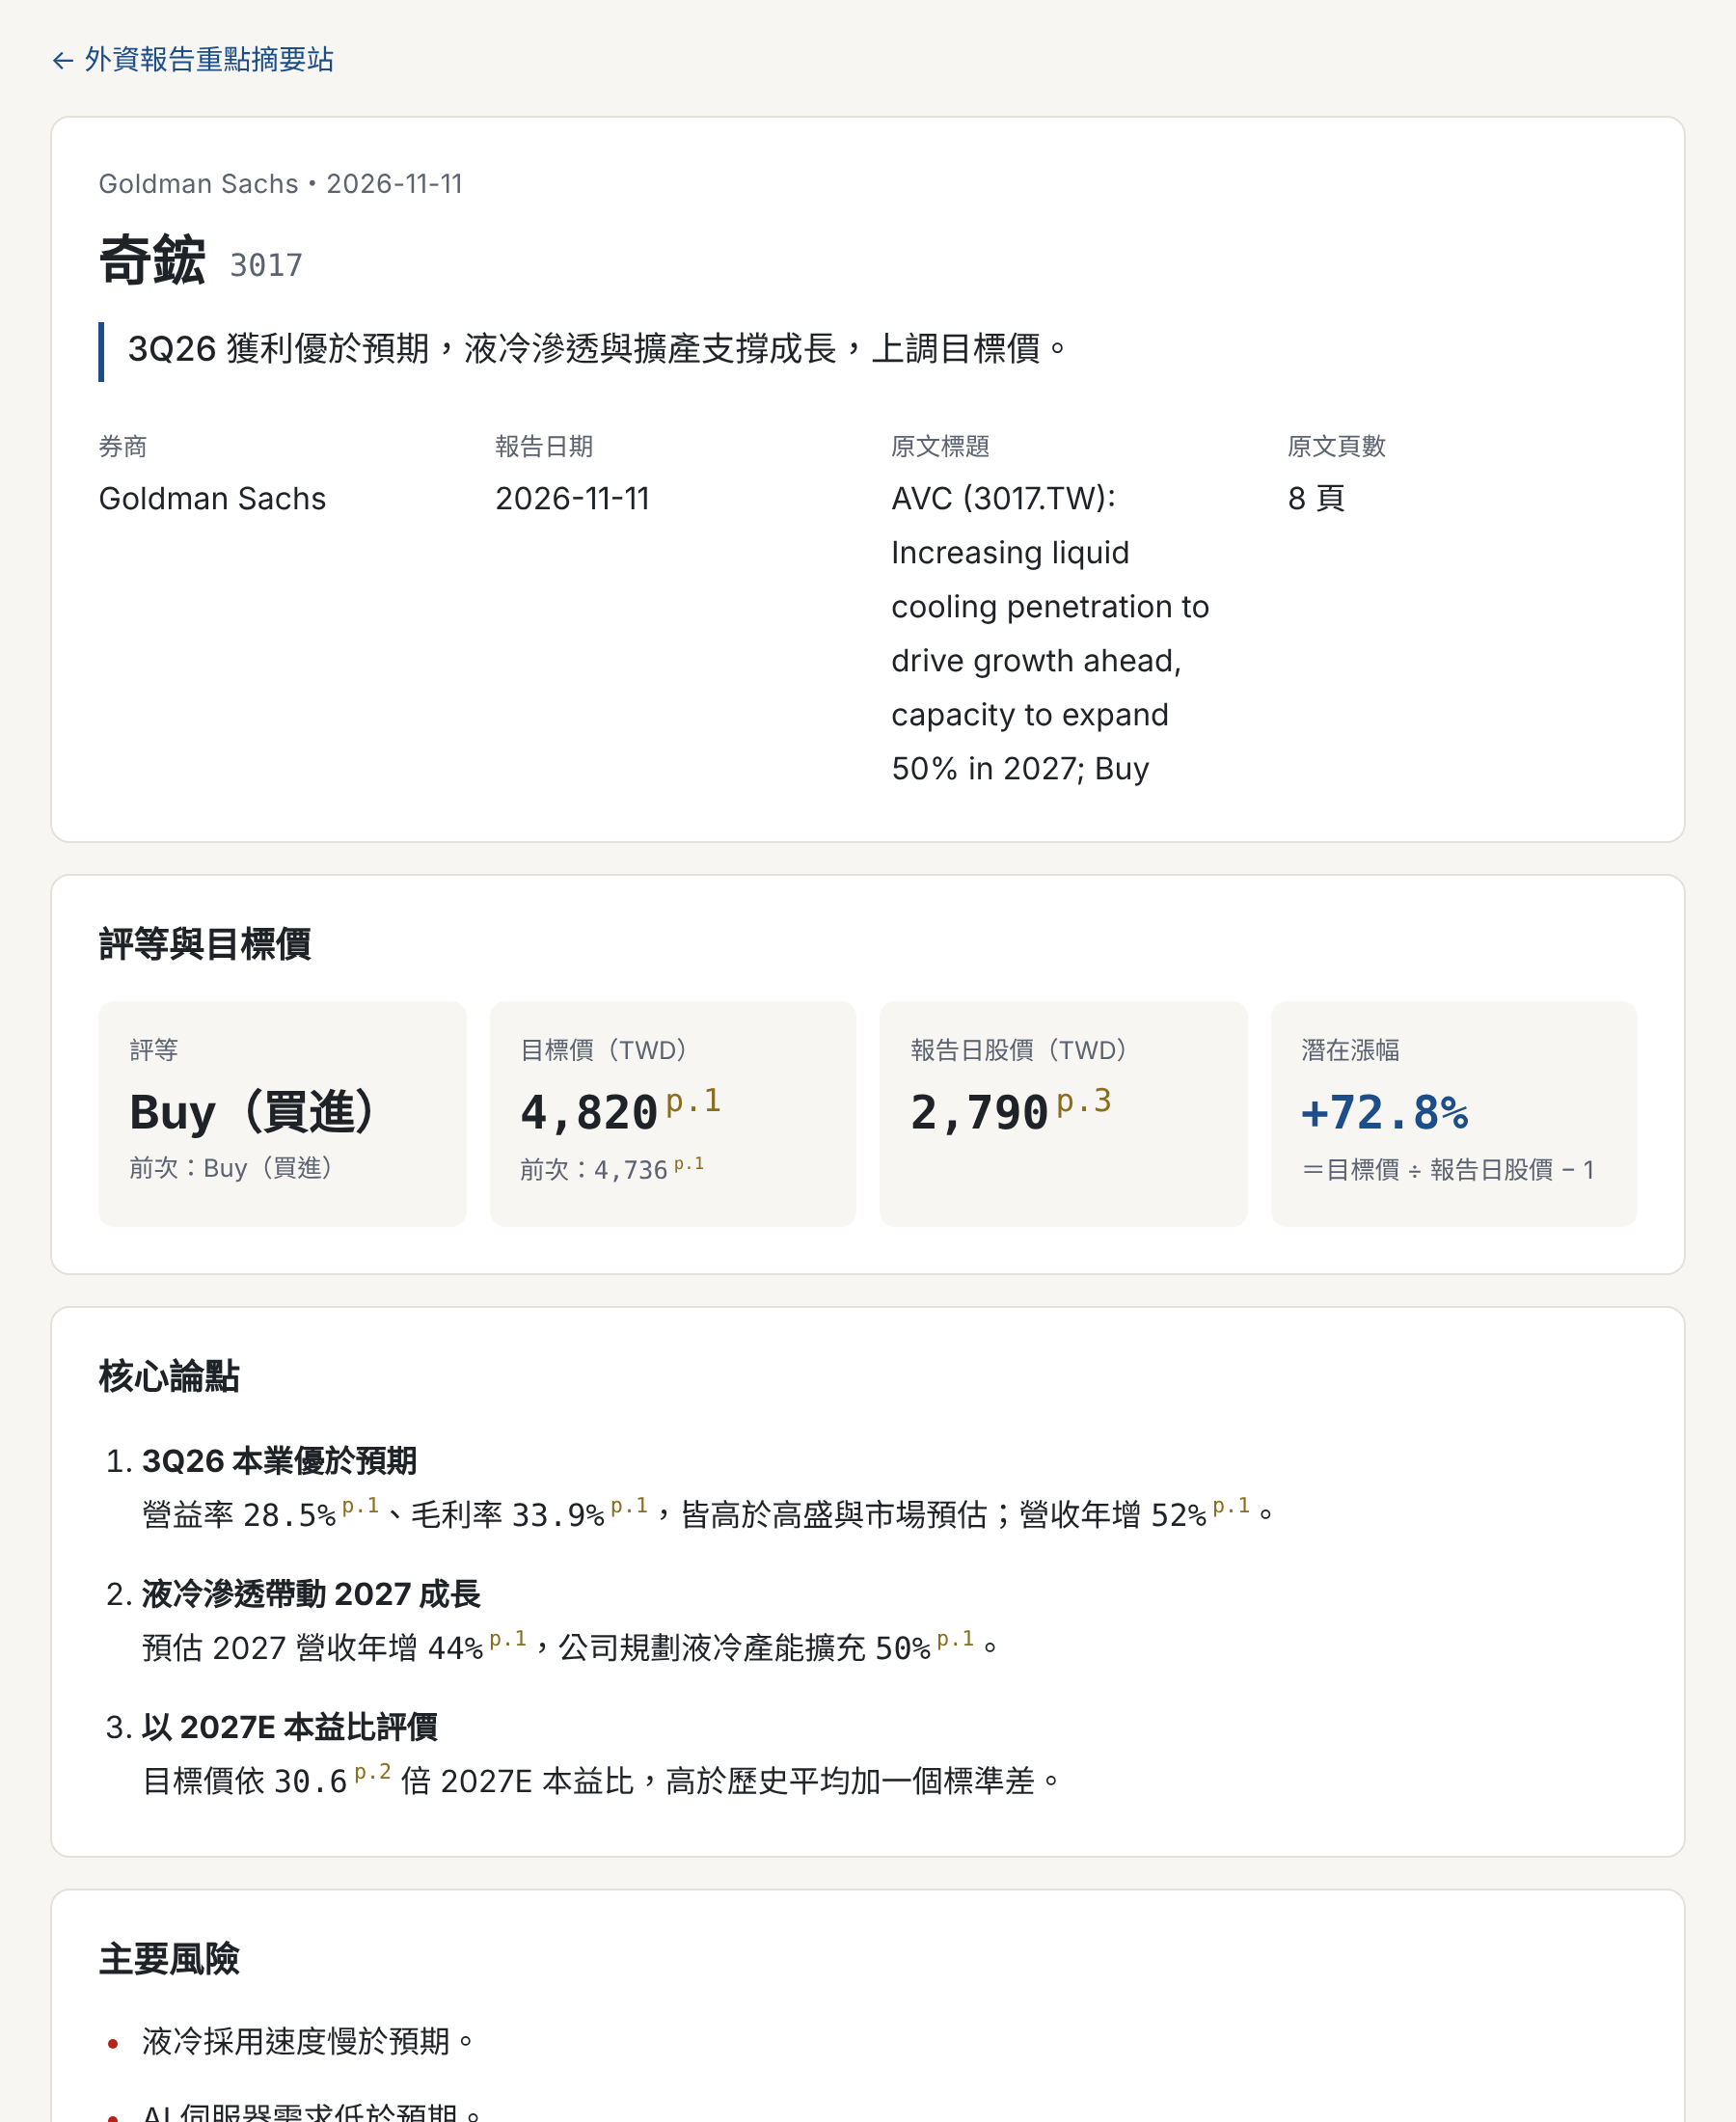 ← 外資報告重點摘要站
Goldman Sachs・2026-11-11
奇鋐 3017
3Q26 獲利優於預期，液冷滲透與擴產支撐成長，上調目標價。
券商
Goldman Sachs
報告日期
2026-11-11
原文標題
AVC (3017.TW):
Increasing liquid
cooling penetration to
drive growth ahead,
capacity to expand
50% in 2027; Buy
原文頁數
8 頁
評等與目標價
評等
Buy（買進）
前次：Buy（買進）
目標價（TWD）
4,820 p.1
前次：4,736 p.1
報告日股價（TWD）
2,790 p.3
潛在漲幅
+72.8%
＝目標價 ÷ 報告日股價 − 1
核心論點
1. 3Q26 本業優於預期
營益率 28.5% p.1、毛利率 33.9% p.1，皆高於高盛與市場預估；營收年增 52% p.1。
2. 液冷滲透帶動 2027 成長
預估 2027 營收年增 44% p.1，公司規劃液冷產能擴充 50% p.1。
3. 以 2027E 本益比評價
目標價依 30.6 p.2 倍 2027E 本益比，高於歷史平均加一個標準差。
主要風險
• 液冷採用速度慢於預期。
• AI 伺服器需求低於預期。